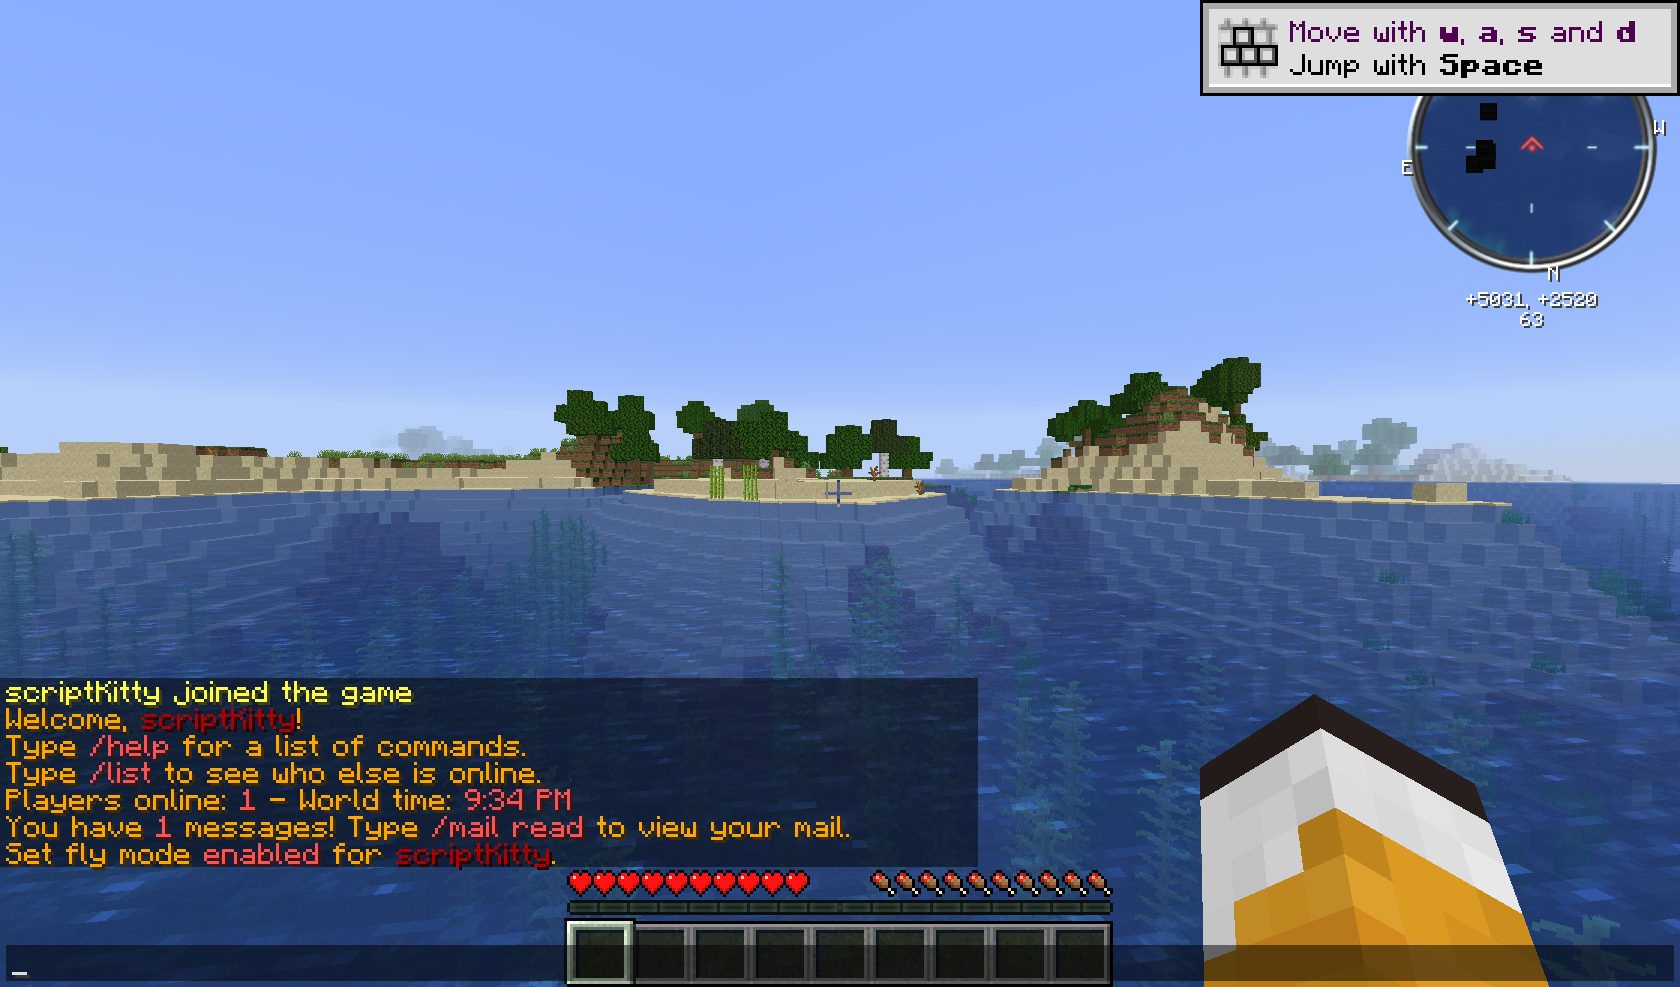 Move with w, a, s and d
Jump with Space
W
E
N
+5031, +2520
63
scriptKitty joined the game
Welcome, scriptKitty!
Type /help for a list of commands.
Type /list to see who else is online.
Players online: 1 - World time: 9:34 PM
You have 1 messages! Type /mail read to view your mail.
Set fly mode enabled for scriptKitty.
_